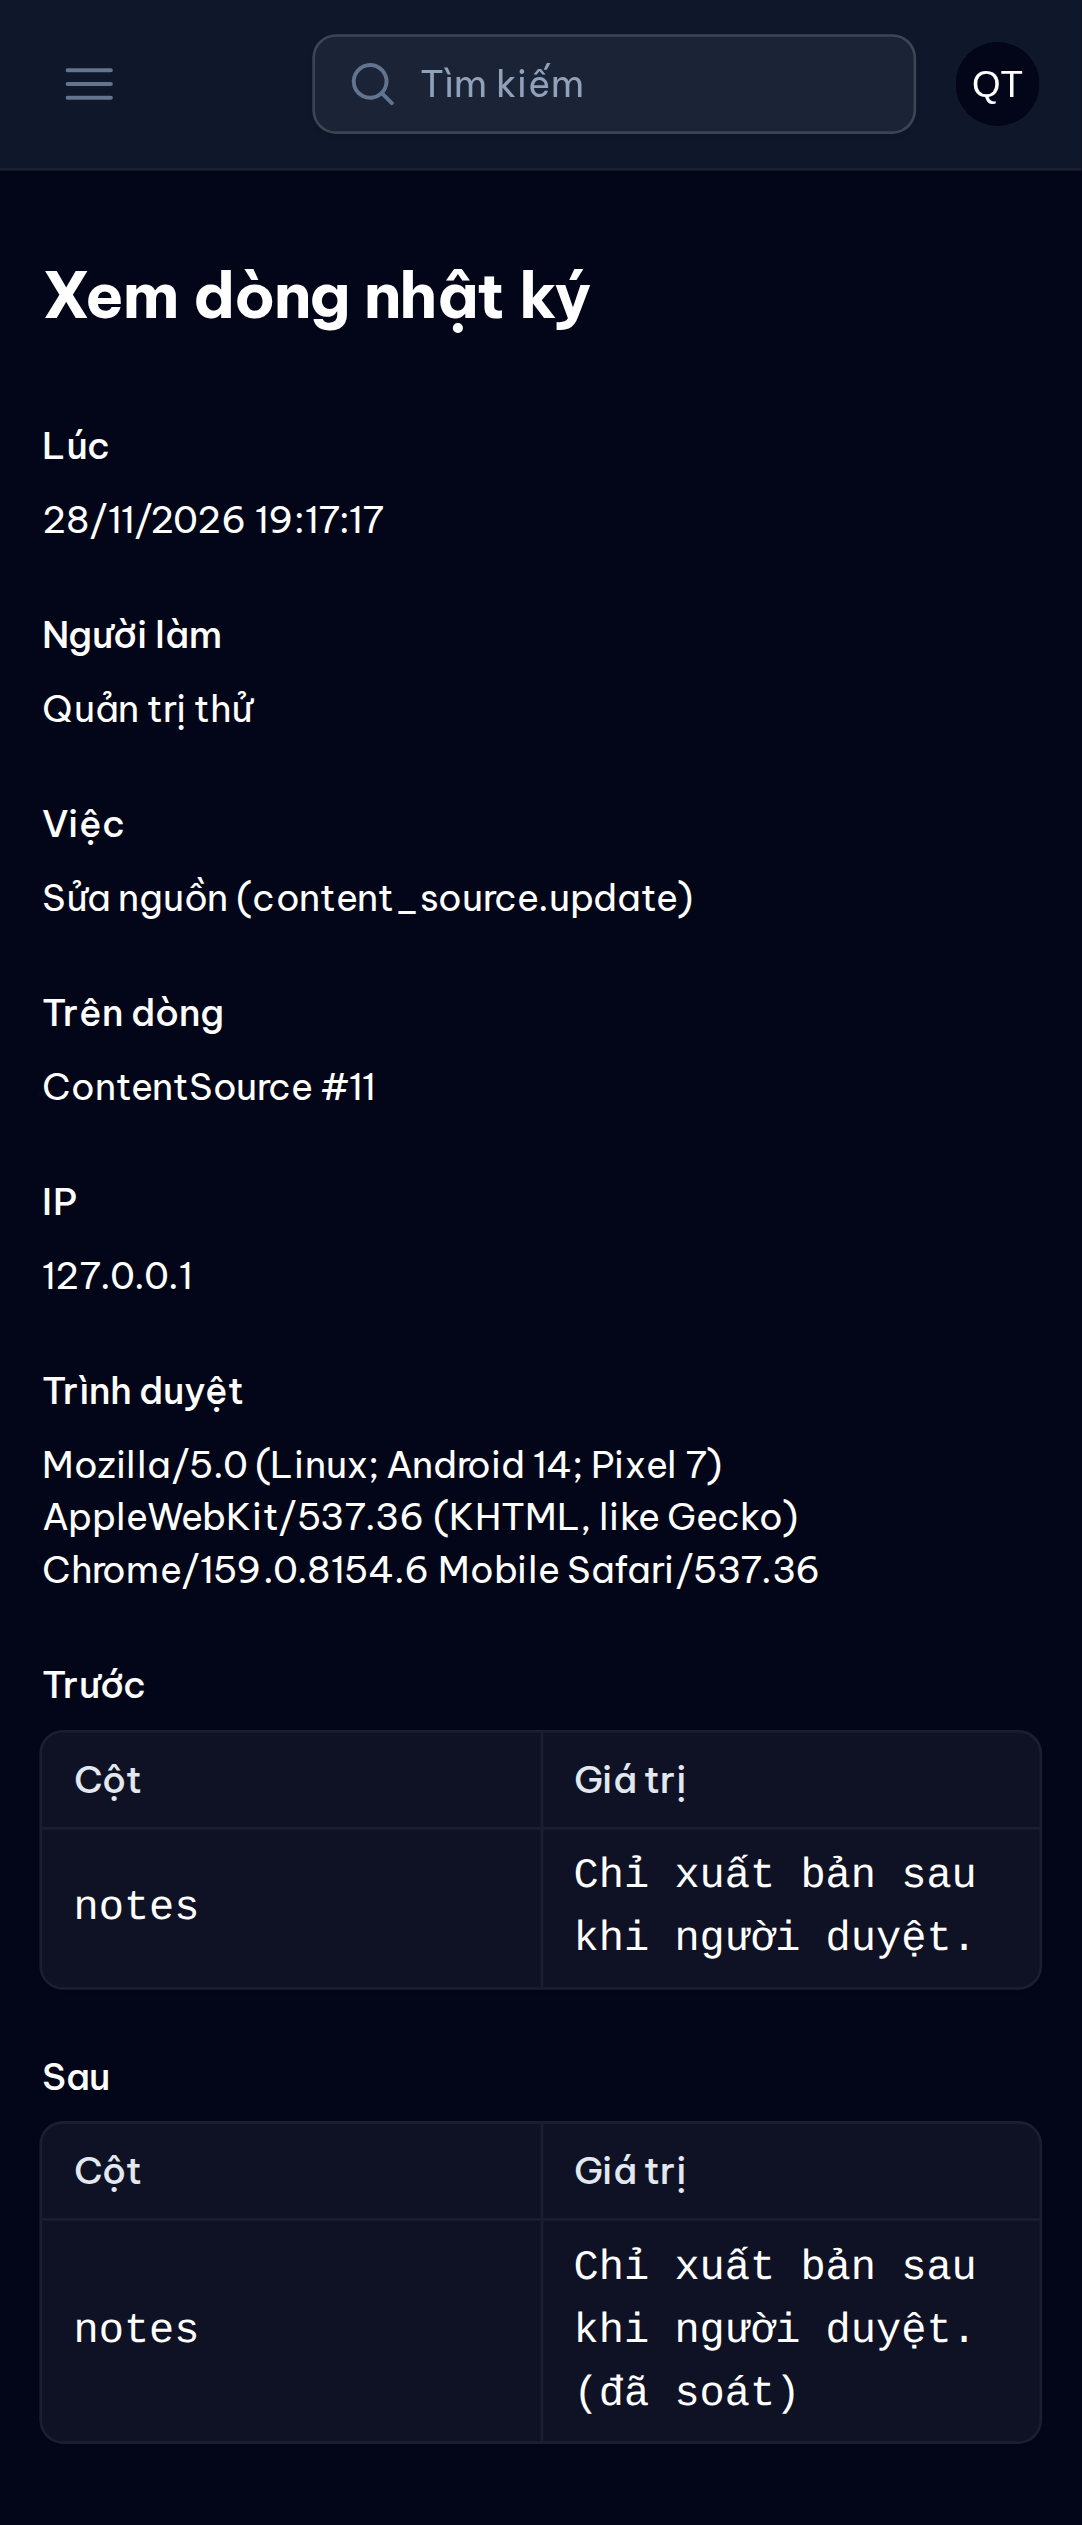 Tìm kiếm
QT
Xem dòng nhật ký
Lúc
28/11/2026 19:17:17
Người làm
Quản trị thử
Việc
Sửa nguồn (content_source.update)
Trên dòng
ContentSource #11
IP
127.0.0.1
Trình duyệt
Mozilla/5.0 (Linux; Android 14; Pixel 7)
AppleWebKit/537.36 (KHTML, like Gecko)
Chrome/159.0.8154.6 Mobile Safari/537.36
Trước
Cột
Giá trị
notes
Chỉ xuất bản sau
khi người duyệt.
Sau
Cột
Giá trị
notes
Chỉ xuất bản sau
khi người duyệt.
(đã soát)